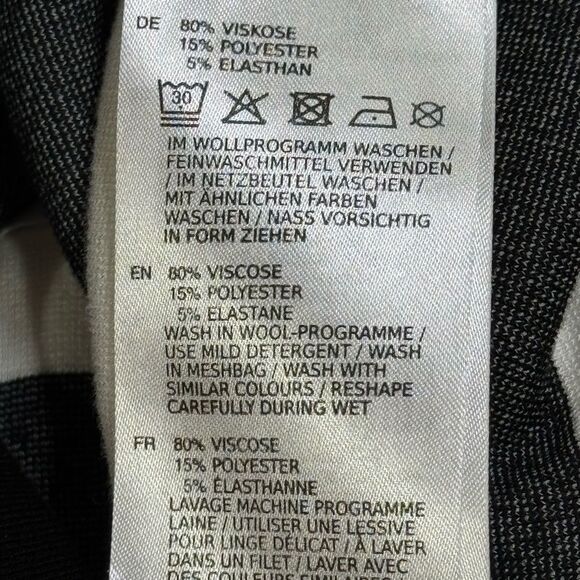 DE 80% VISKOSE
15% POLYESTER
5% ELASTHAN
30
IM WOLLPROGRAMM WASCHEN /
FEINWASCHMITTEL VERWENDEN
/ IM NETZBEUTEL WASCHEN /
MIT ÄHNLICHEN FARBEN
WASCHEN / NASS VORSICHTIG
IN FORM ZIEHEN
EN 80% VISCOSE
15% POLYESTER
5% ELASTANE
WASH IN WOOL-PROGRAMME /
USE MILD DETERGENT / WASH
IN MESHBAG / WASH WITH
SIMILAR COLOURS / RESHAPE
CAREFULLY DURING WET
FR 80% VISCOSE
15% POLYESTER
5% ELASTHANNE
LAVAGE MACHINE PROGRAMME
LAINE / UTILISER UNE LESSIVE
POUR LINGE DÉLICAT / À LAVER
DANS UN FILET / LAVER AVEC
DES COULEURS